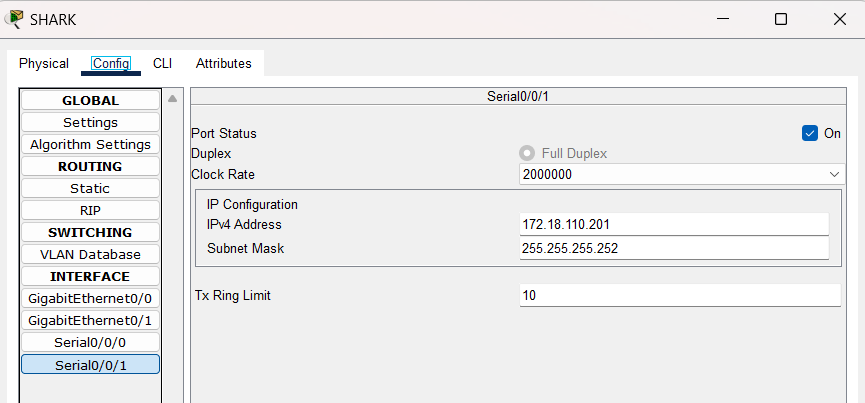 SHARK
Physical Config CLI Attributes
GLOBAL
Settings
Algorithm Settings
ROUTING
Static
RIP
SWITCHING
VLAN Database
INTERFACE
GigabitEthernet0/0
GigabitEthernet0/1
Serial0/0/0
Serial0/0/1
Serial0/0/1
Port Status On
Duplex Full Duplex
Clock Rate 2000000
IP Configuration
IPv4 Address 172.18.110.201
Subnet Mask 255.255.255.252
Tx Ring Limit 10